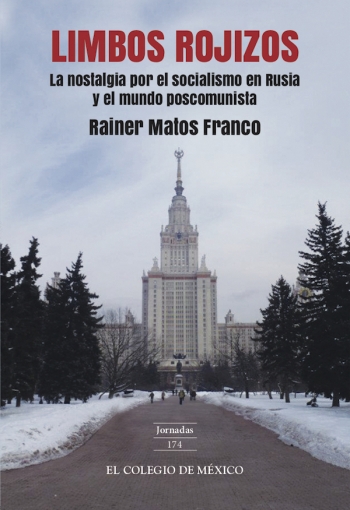 LIMBOS ROJIZOS
La nostalgia por el socialismo en Rusia
y el mundo poscomunista
Rainer Matos Franco
Jornadas
174
EL COLEGIO DE MÉXICO